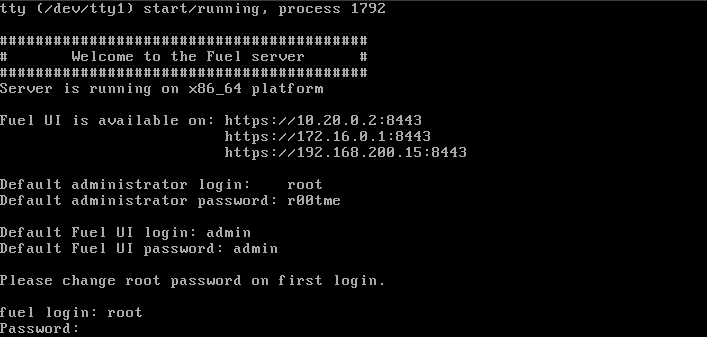 tty (/dev/tty1) start/running, process 1792
########################################
# Welcome to the Fuel server #
########################################
Server is running on x86_64 platform
Fuel UI is available on: https://10.20.0.2:8443
https://172.16.0.1:8443
https://192.168.200.15:8443
Default administrator login: root
Default administrator password: r00tme
Default Fuel UI login: admin
Default Fuel UI password: admin
Please change root password on first login.
fuel login: root
Password: